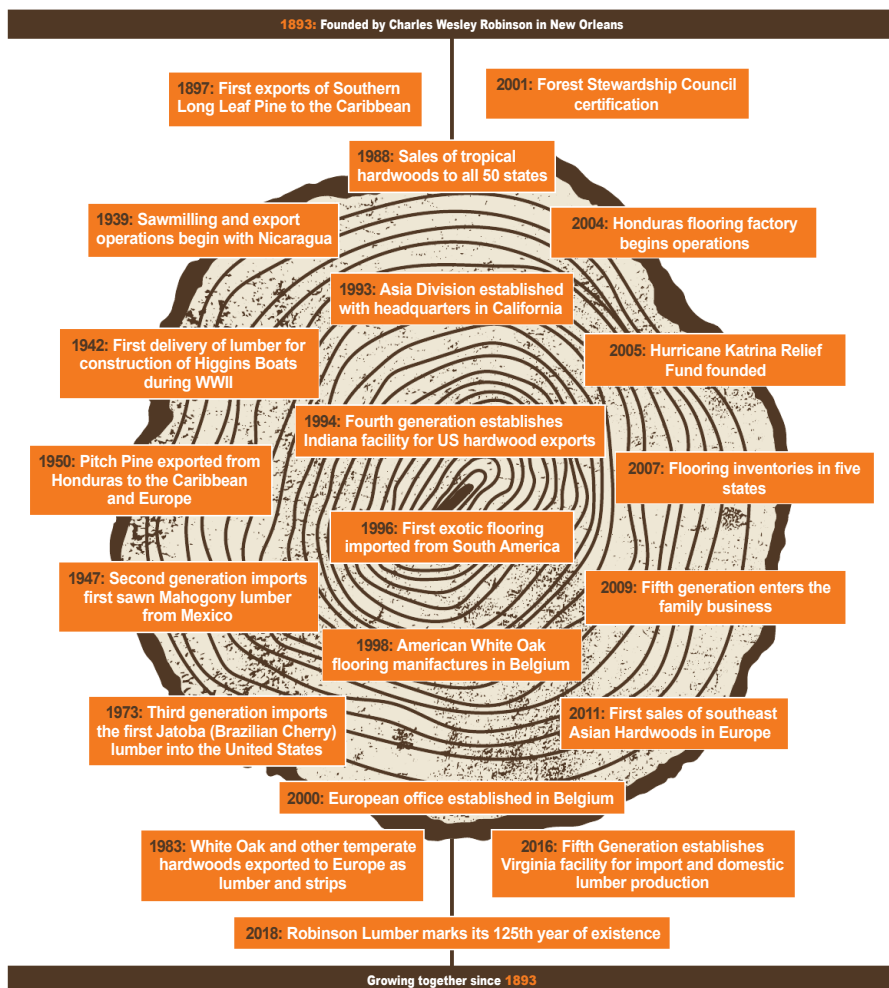 1893: Founded by Charles Wesley Robinson in New Orleans
1897: First exports of Southern
Long Leaf Pine to the Caribbean
1939: Sawmilling and export
operations begin with Nicaragua
1942: First delivery of lumber for
construction of Higgins Boats
during WWII
1950: Pitch Pine exported from
Honduras to the Caribbean
and Europe
1947: Second generation imports
first sawn Mahogony lumber
from Mexico
1973: Third generation imports
the first Jatoba (Brazilian Cherry)
lumber into the United States
1983: White Oak and other temperate
hardwoods exported to Europe as
lumber and strips
1988: Sales of tropical
hardwoods to all 50 states
1993: Asia Division established
with headquarters in California
1994: Fourth generation establishes
Indiana facility for US hardwood exports
1996: First exotic flooring
imported from South America
1998: American White Oak
flooring manifactures in Belgium
2000: European office established in Belgium
2001: Forest Stewardship Council
certification
2004: Honduras flooring factory
begins operations
2005: Hurricane Katrina Relief
Fund founded
2007: Flooring inventories in five
states
2009: Fifth generation enters the
family business
2011: First sales of southeast
Asian Hardwoods in Europe
2016: Fifth Generation establishes
Virginia facility for import and domestic
lumber production
2018: Robinson Lumber marks its 125th year of existence
Growing together since 1893